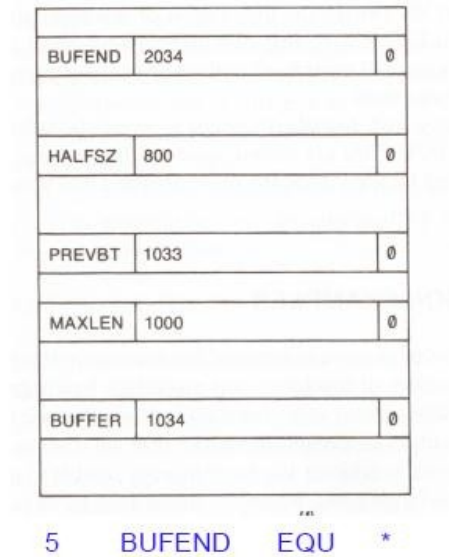 BUFEND 2034 0
HALFSZ 800 0
PREVBT 1033 0
MAXLEN 1000 0
BUFFER 1034 0
5 BUFEND EQU *